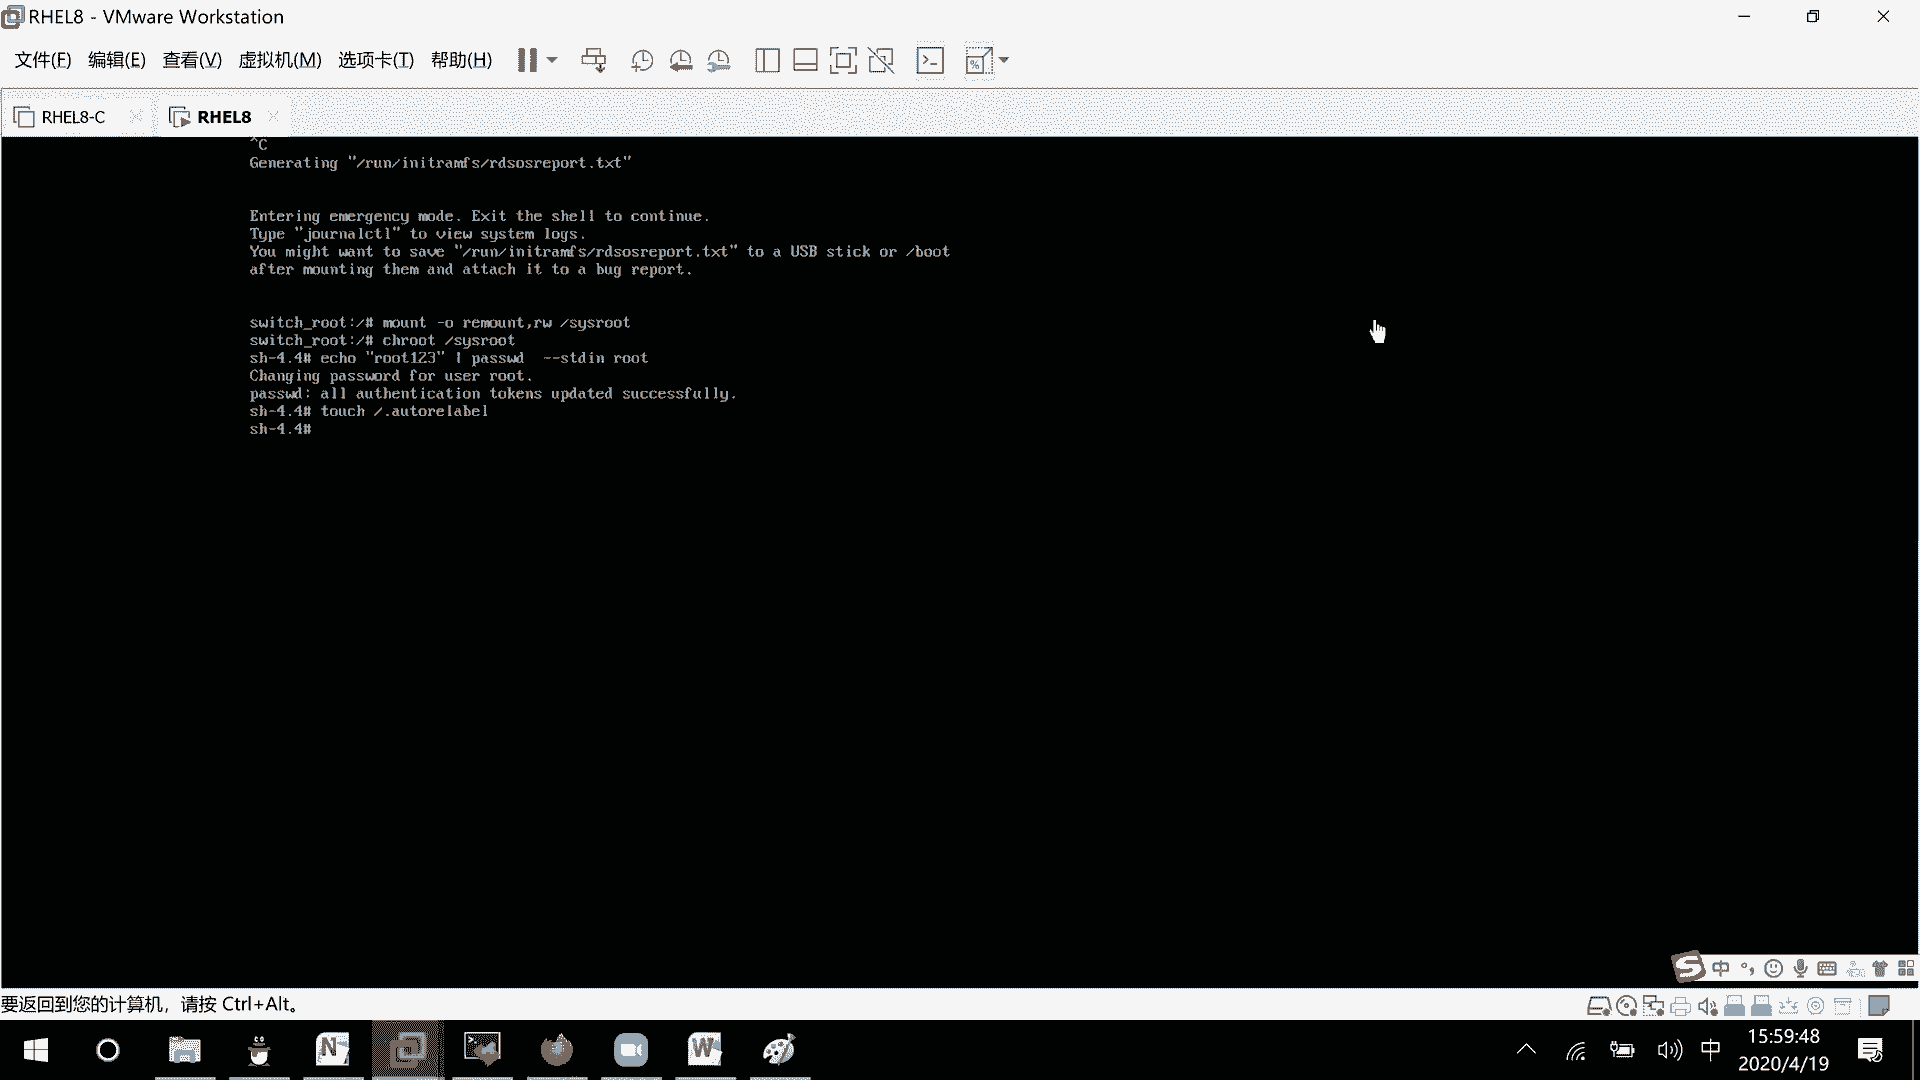 RHEL8 - VMware Workstation
文件(F) 编辑(E) 查看(V) 虚拟机(M) 选项卡(T) 帮助(H)
RHEL8-C RHEL8
^C
Generating "/run/initramfs/rdsosreport.txt"
Entering emergency mode. Exit the shell to continue.
Type "journalctl" to view system logs.
You might want to save "/run/initramfs/rdsosreport.txt" to a USB stick or /boot
after mounting them and attach it to a bug report.
switch_root:/# mount -o remount,rw /sysroot
switch_root:/# chroot /sysroot
sh-4.4# echo "root123" | passwd  --stdin root
Changing password for user root.
passwd: all authentication tokens updated successfully.
sh-4.4# touch /.autorelabel
sh-4.4#
中
要返回到您的计算机，请按 Ctrl+Alt。
中
15:59:48
2020/4/19